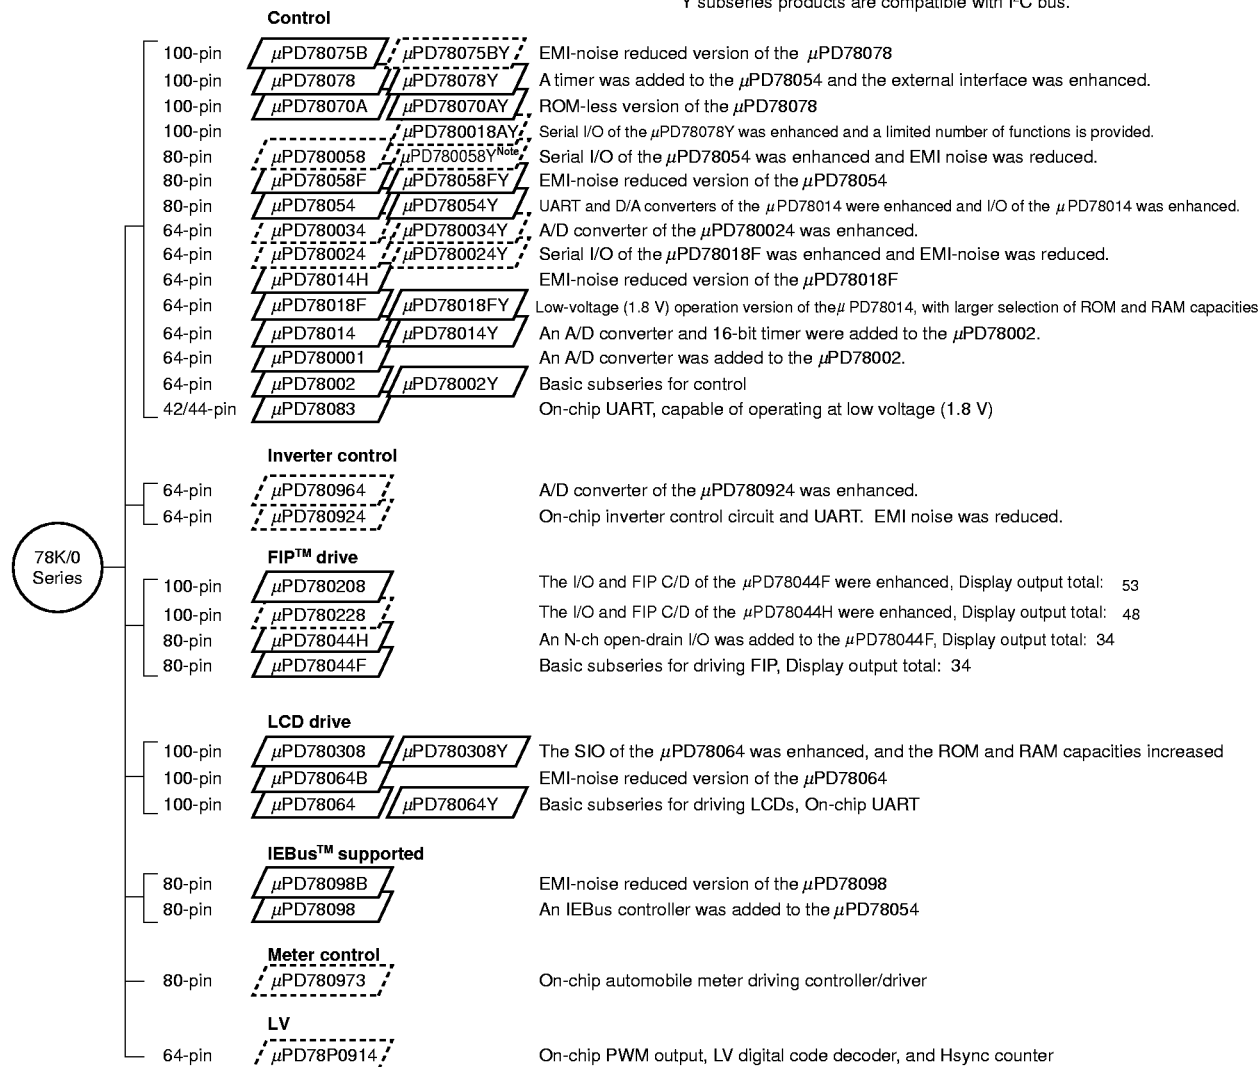 Y subseries products are compatible with I²C bus.
Control
100-pin μPD78075B μPD78075BY EMI-noise reduced version of the μPD78078
100-pin μPD78078 μPD78078Y A timer was added to the μPD78054 and the external interface was enhanced.
100-pin μPD78070A μPD78070AY ROM-less version of the μPD78078
100-pin μPD780018AY Serial I/O of the μPD78078Y was enhanced and a limited number of functions is provided.
80-pin μPD780058 μPD780058Y Note Serial I/O of the μPD78054 was enhanced and EMI noise was reduced.
80-pin μPD78058F μPD78058FY EMI-noise reduced version of the μPD78054
80-pin μPD78054 μPD78054Y UART and D/A converters of the μPD78014 were enhanced and I/O of the μPD78014 was enhanced.
64-pin μPD780034 μPD780034Y A/D converter of the μPD780024 was enhanced.
64-pin μPD780024 μPD780024Y Serial I/O of the μPD78018F was enhanced and EMI-noise was reduced.
64-pin μPD78014H EMI-noise reduced version of the μPD78018F
64-pin μPD78018F μPD78018FY Low-voltage (1.8 V) operation version of the μPD78014, with larger selection of ROM and RAM capacities
64-pin μPD78014 μPD78014Y An A/D converter and 16-bit timer were added to the μPD78002.
64-pin μPD780001 An A/D converter was added to the μPD78002.
64-pin μPD78002 μPD78002Y Basic subseries for control
42/44-pin μPD78083 On-chip UART, capable of operating at low voltage (1.8 V)
Inverter control
64-pin μPD780964 A/D converter of the μPD780924 was enhanced.
64-pin μPD780924 On-chip inverter control circuit and UART. EMI noise was reduced.
78K/0
Series
FIP™ drive
100-pin μPD780208 The I/O and FIP C/D of the μPD78044F were enhanced, Display output total: 53
100-pin μPD780228 The I/O and FIP C/D of the μPD78044H were enhanced, Display output total: 48
80-pin μPD78044H An N-ch open-drain I/O was added to the μPD78044F, Display output total: 34
80-pin μPD78044F Basic subseries for driving FIP, Display output total: 34
LCD drive
100-pin μPD780308 μPD780308Y The SIO of the μPD78064 was enhanced, and the ROM and RAM capacities increased
100-pin μPD78064B EMI-noise reduced version of the μPD78064
100-pin μPD78064 μPD78064Y Basic subseries for driving LCDs, On-chip UART
IEBus™ supported
80-pin μPD78098B EMI-noise reduced version of the μPD78098
80-pin μPD78098 An IEBus controller was added to the μPD78054
Meter control
80-pin μPD780973 On-chip automobile meter driving controller/driver
LV
64-pin μPD78P0914 On-chip PWM output, LV digital code decoder, and Hsync counter